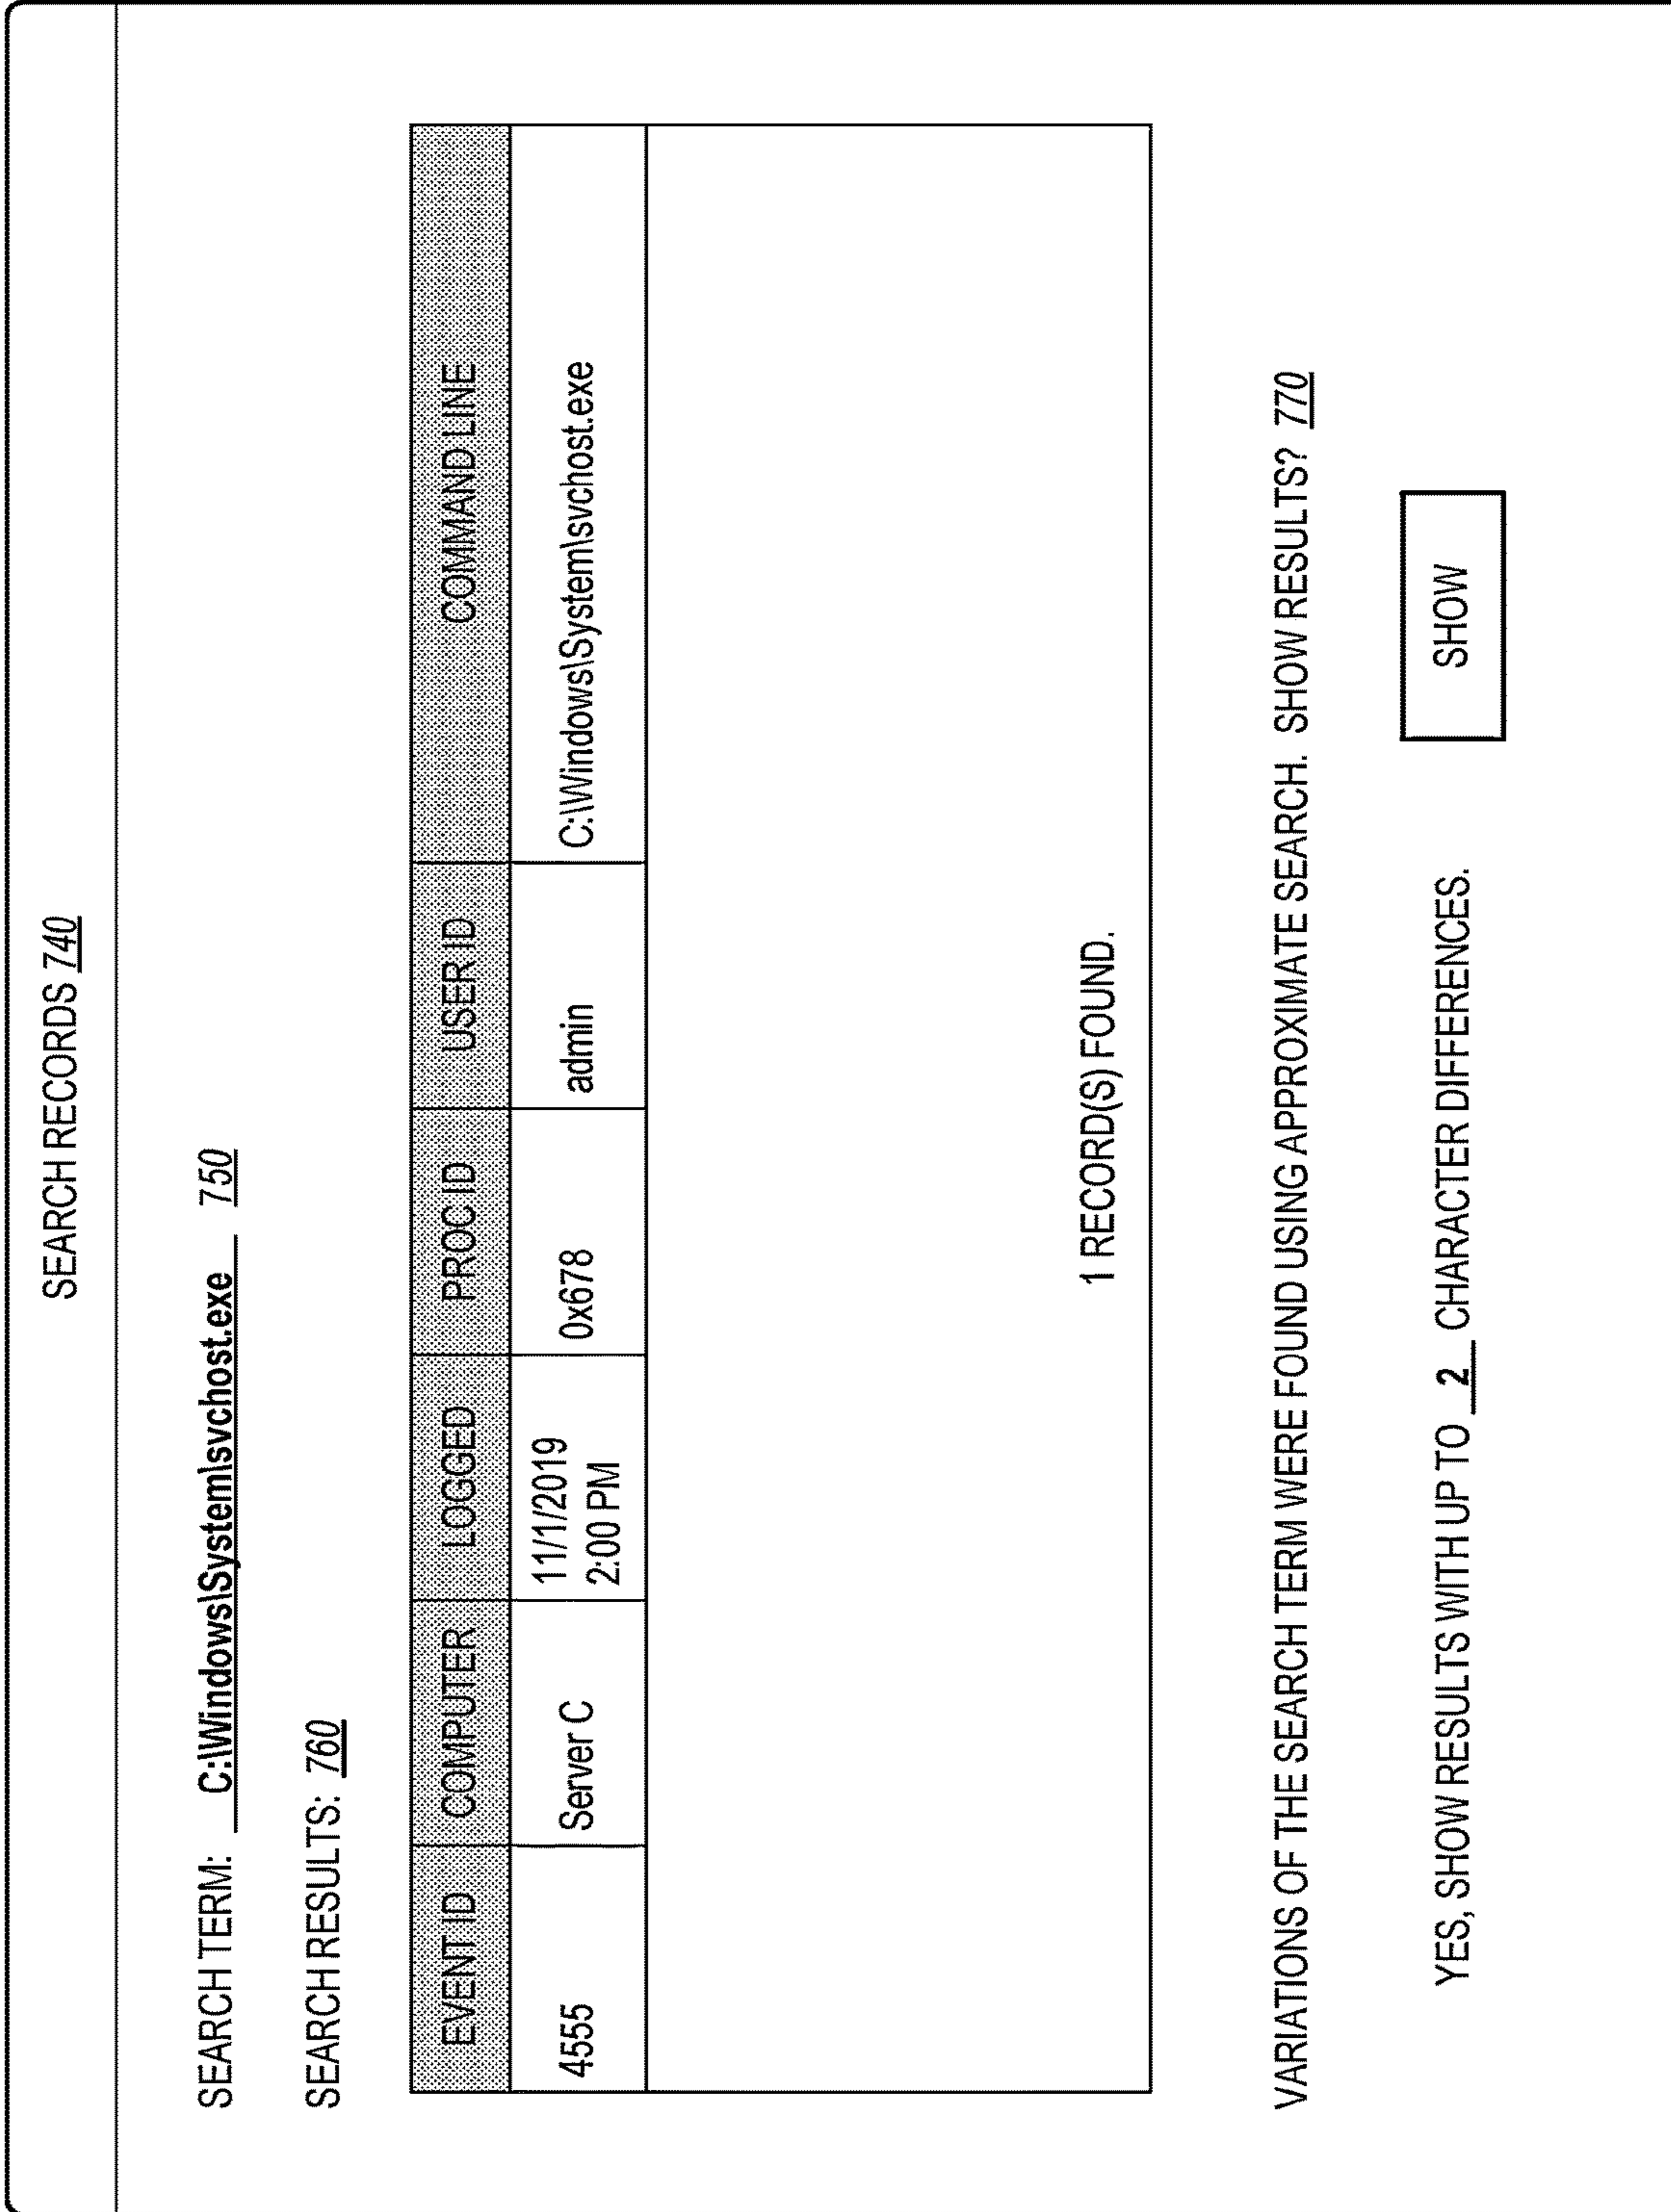 SEARCH RECORDS 740
SEARCH TERM: C:\Windows\System\svchost.exe 750
SEARCH RESULTS: 760
EVENT ID COMPUTER LOGGED PROC ID USER ID COMMAND LINE
4555 Server C 11/1/2019 2:00 PM 0x678 admin C:\Windows\System\svchost.exe
1 RECORD(S) FOUND.
VARIATIONS OF THE SEARCH TERM WERE FOUND USING APPROXIMATE SEARCH. SHOW RESULTS? 770
YES, SHOW RESULTS WITH UP TO 2 CHARACTER DIFFERENCES. SHOW